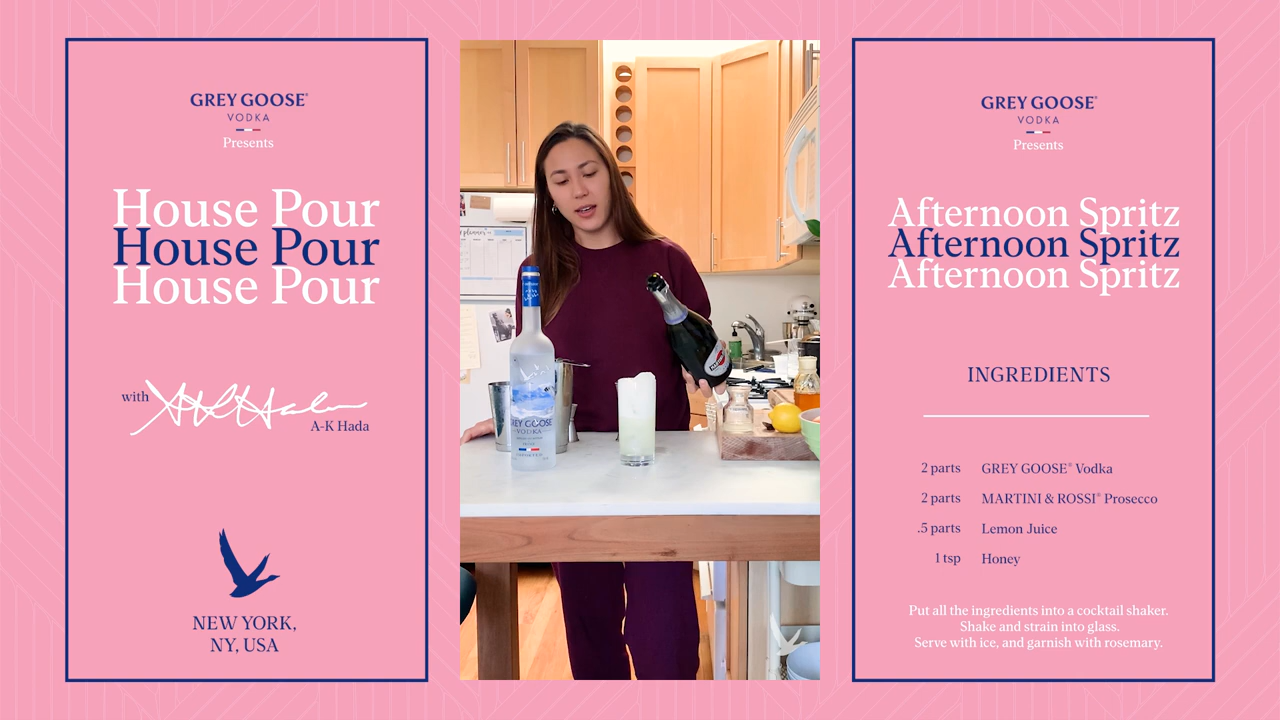 GREY GOOSE®
VODKA
Presents
House Pour
House Pour
House Pour
with
A-K Hada
NEW YORK,
NY, USA
planner
GREY GOOSE
VODKA
GREY GOOSE®
VODKA
Presents
Afternoon Spritz
Afternoon Spritz
Afternoon Spritz
INGREDIENTS
2 parts GREY GOOSE® Vodka
2 parts MARTINI & ROSSI® Prosecco
.5 parts Lemon Juice
1 tsp Honey
Put all the ingredients into a cocktail shaker.
Shake and strain into glass.
Serve with ice, and garnish with rosemary.